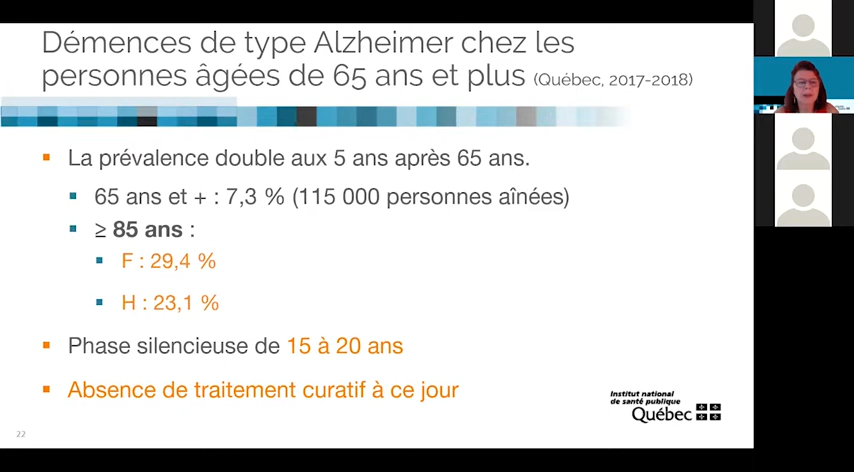 Démences de type Alzheimer chez les
personnes âgées de 65 ans et plus (Québec, 2017-2018)
La prévalence double aux 5 ans après 65 ans.
65 ans et + : 7,3 % (115 000 personnes aînées)
≥ 85 ans :
F : 29,4 %
H : 23,1 %
Phase silencieuse de 15 à 20 ans
Absence de traitement curatif à ce jour
Institut national
de santé publique
Québec
22